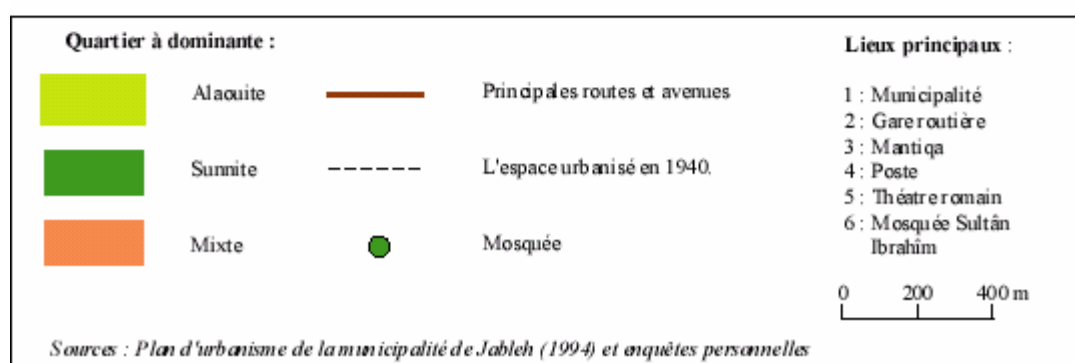 Quartier à dominante :
Alaouite
Sunnite
Mixte
Principales routes et avenues
L'espace urbanisé en 1940.
Mosquée
Lieux principaux :
1 : Municipalité
2 : Gare routière
3 : Mantiqa
4 : Poste
5 : Théatre romain
6 : Mosquée Sultân
Ibrahîm
0 200 400 m
Sources : Plan d'urbanisme de la municipalité de Jableh (1994) et enquêtes personnelles